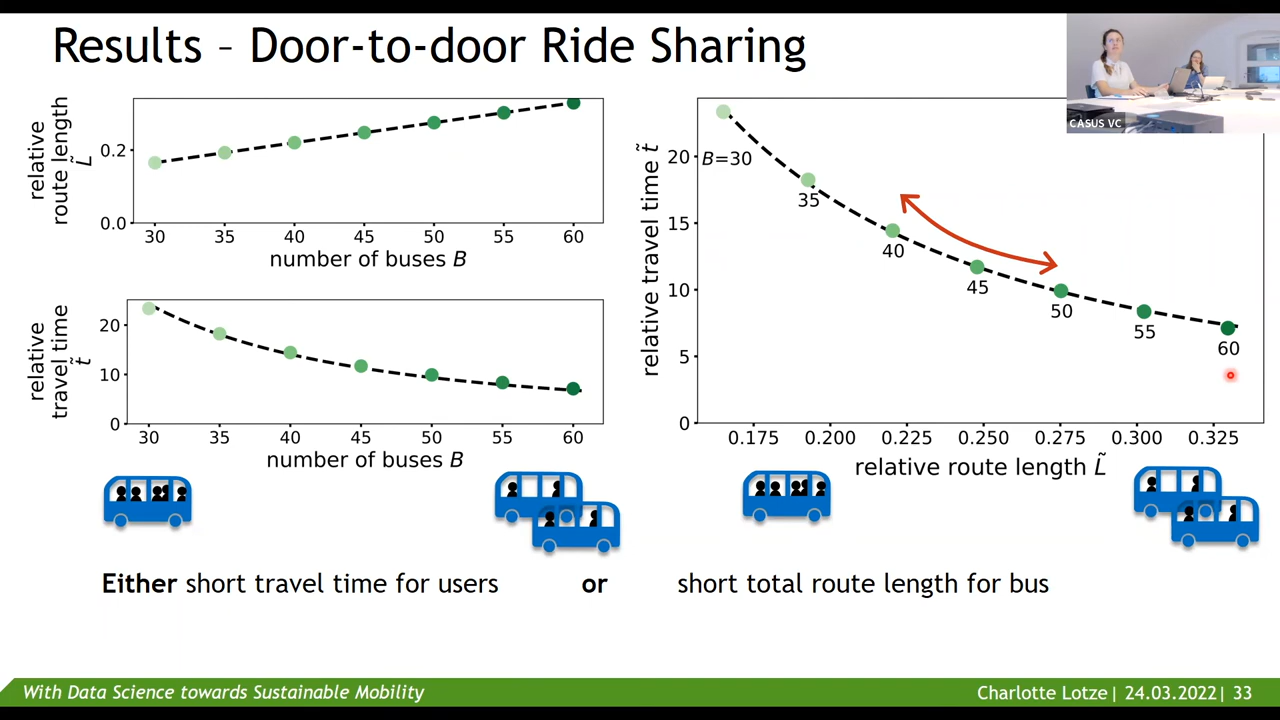 Results – Door-to-door Ride Sharing
CASUS VC
relative
route length
L̃
0.2
0.0
30 35 40 45 50 55 60
number of buses B
relative
travel time
t̃
20
10
0
30 35 40 45 50 55 60
number of buses B
relative travel time t̃
20
15
10
5
0
B=30
35
40
45
50
55
60
0.175 0.200 0.225 0.250 0.275 0.300 0.325
relative route length L̃
Either short travel time for users or short total route length for bus
With Data Science towards Sustainable Mobility
Charlotte Lotze| 24.03.2022| 33